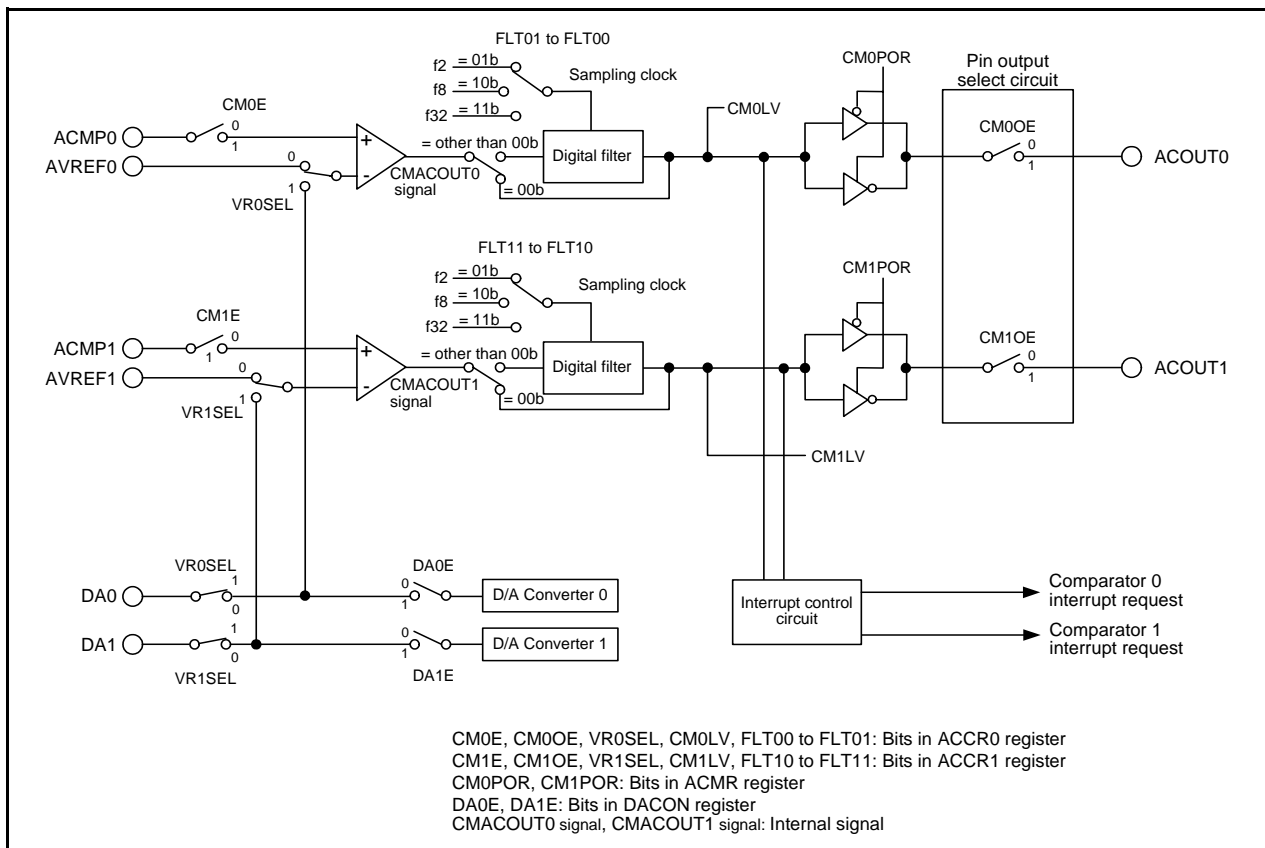 FLT01 to FLT00
f2 = 01b
f8 = 10b
f32 = 11b
Sampling clock
CM0POR
Pin output
select circuit
CM0LV
CM0E
0
1
ACMP0
AVREF0
0
1
VR0SEL
+
-
CMACOUT0
signal
= other than 00b
= 00b
Digital filter
CM0OE
0
1
ACOUT0
FLT11 to FLT10
f2 = 01b
f8 = 10b
f32 = 11b
Sampling clock
CM1POR
CM1E
0
1
ACMP1
AVREF1
0
1
VR1SEL
+
-
CMACOUT1
signal
= other than 00b
= 00b
Digital filter
CM1OE
0
1
ACOUT1
CM1LV
VR0SEL
DA0
1
0
DA0E
0
1
D/A Converter 0
DA1
1
0
VR1SEL
0
1
DA1E
D/A Converter 1
Interrupt control
circuit
Comparator 0
interrupt request
Comparator 1
interrupt request
CM0E, CM0OE, VR0SEL, CM0LV, FLT00 to FLT01: Bits in ACCR0 register
CM1E, CM1OE, VR1SEL, CM1LV, FLT10 to FLT11: Bits in ACCR1 register
CM0POR, CM1POR: Bits in ACMR register
DA0E, DA1E: Bits in DACON register
CMACOUT0 signal, CMACOUT1 signal: Internal signal